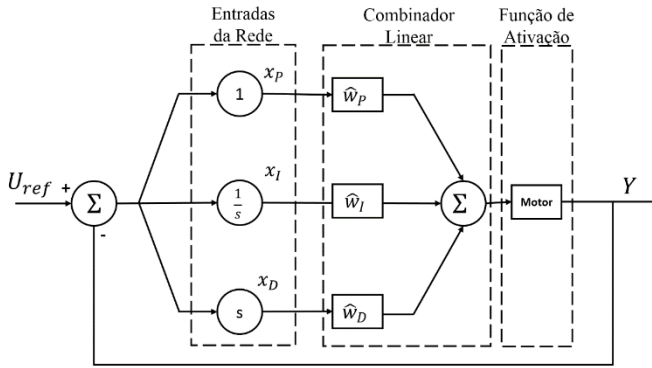 Entradas
da Rede
Combinador
Linear
Função de
Ativação
x_P
1
ŵ_P
U_ref
+
Σ
-
x_I
1/s
ŵ_I
Σ
Motor
Y
x_D
s
ŵ_D